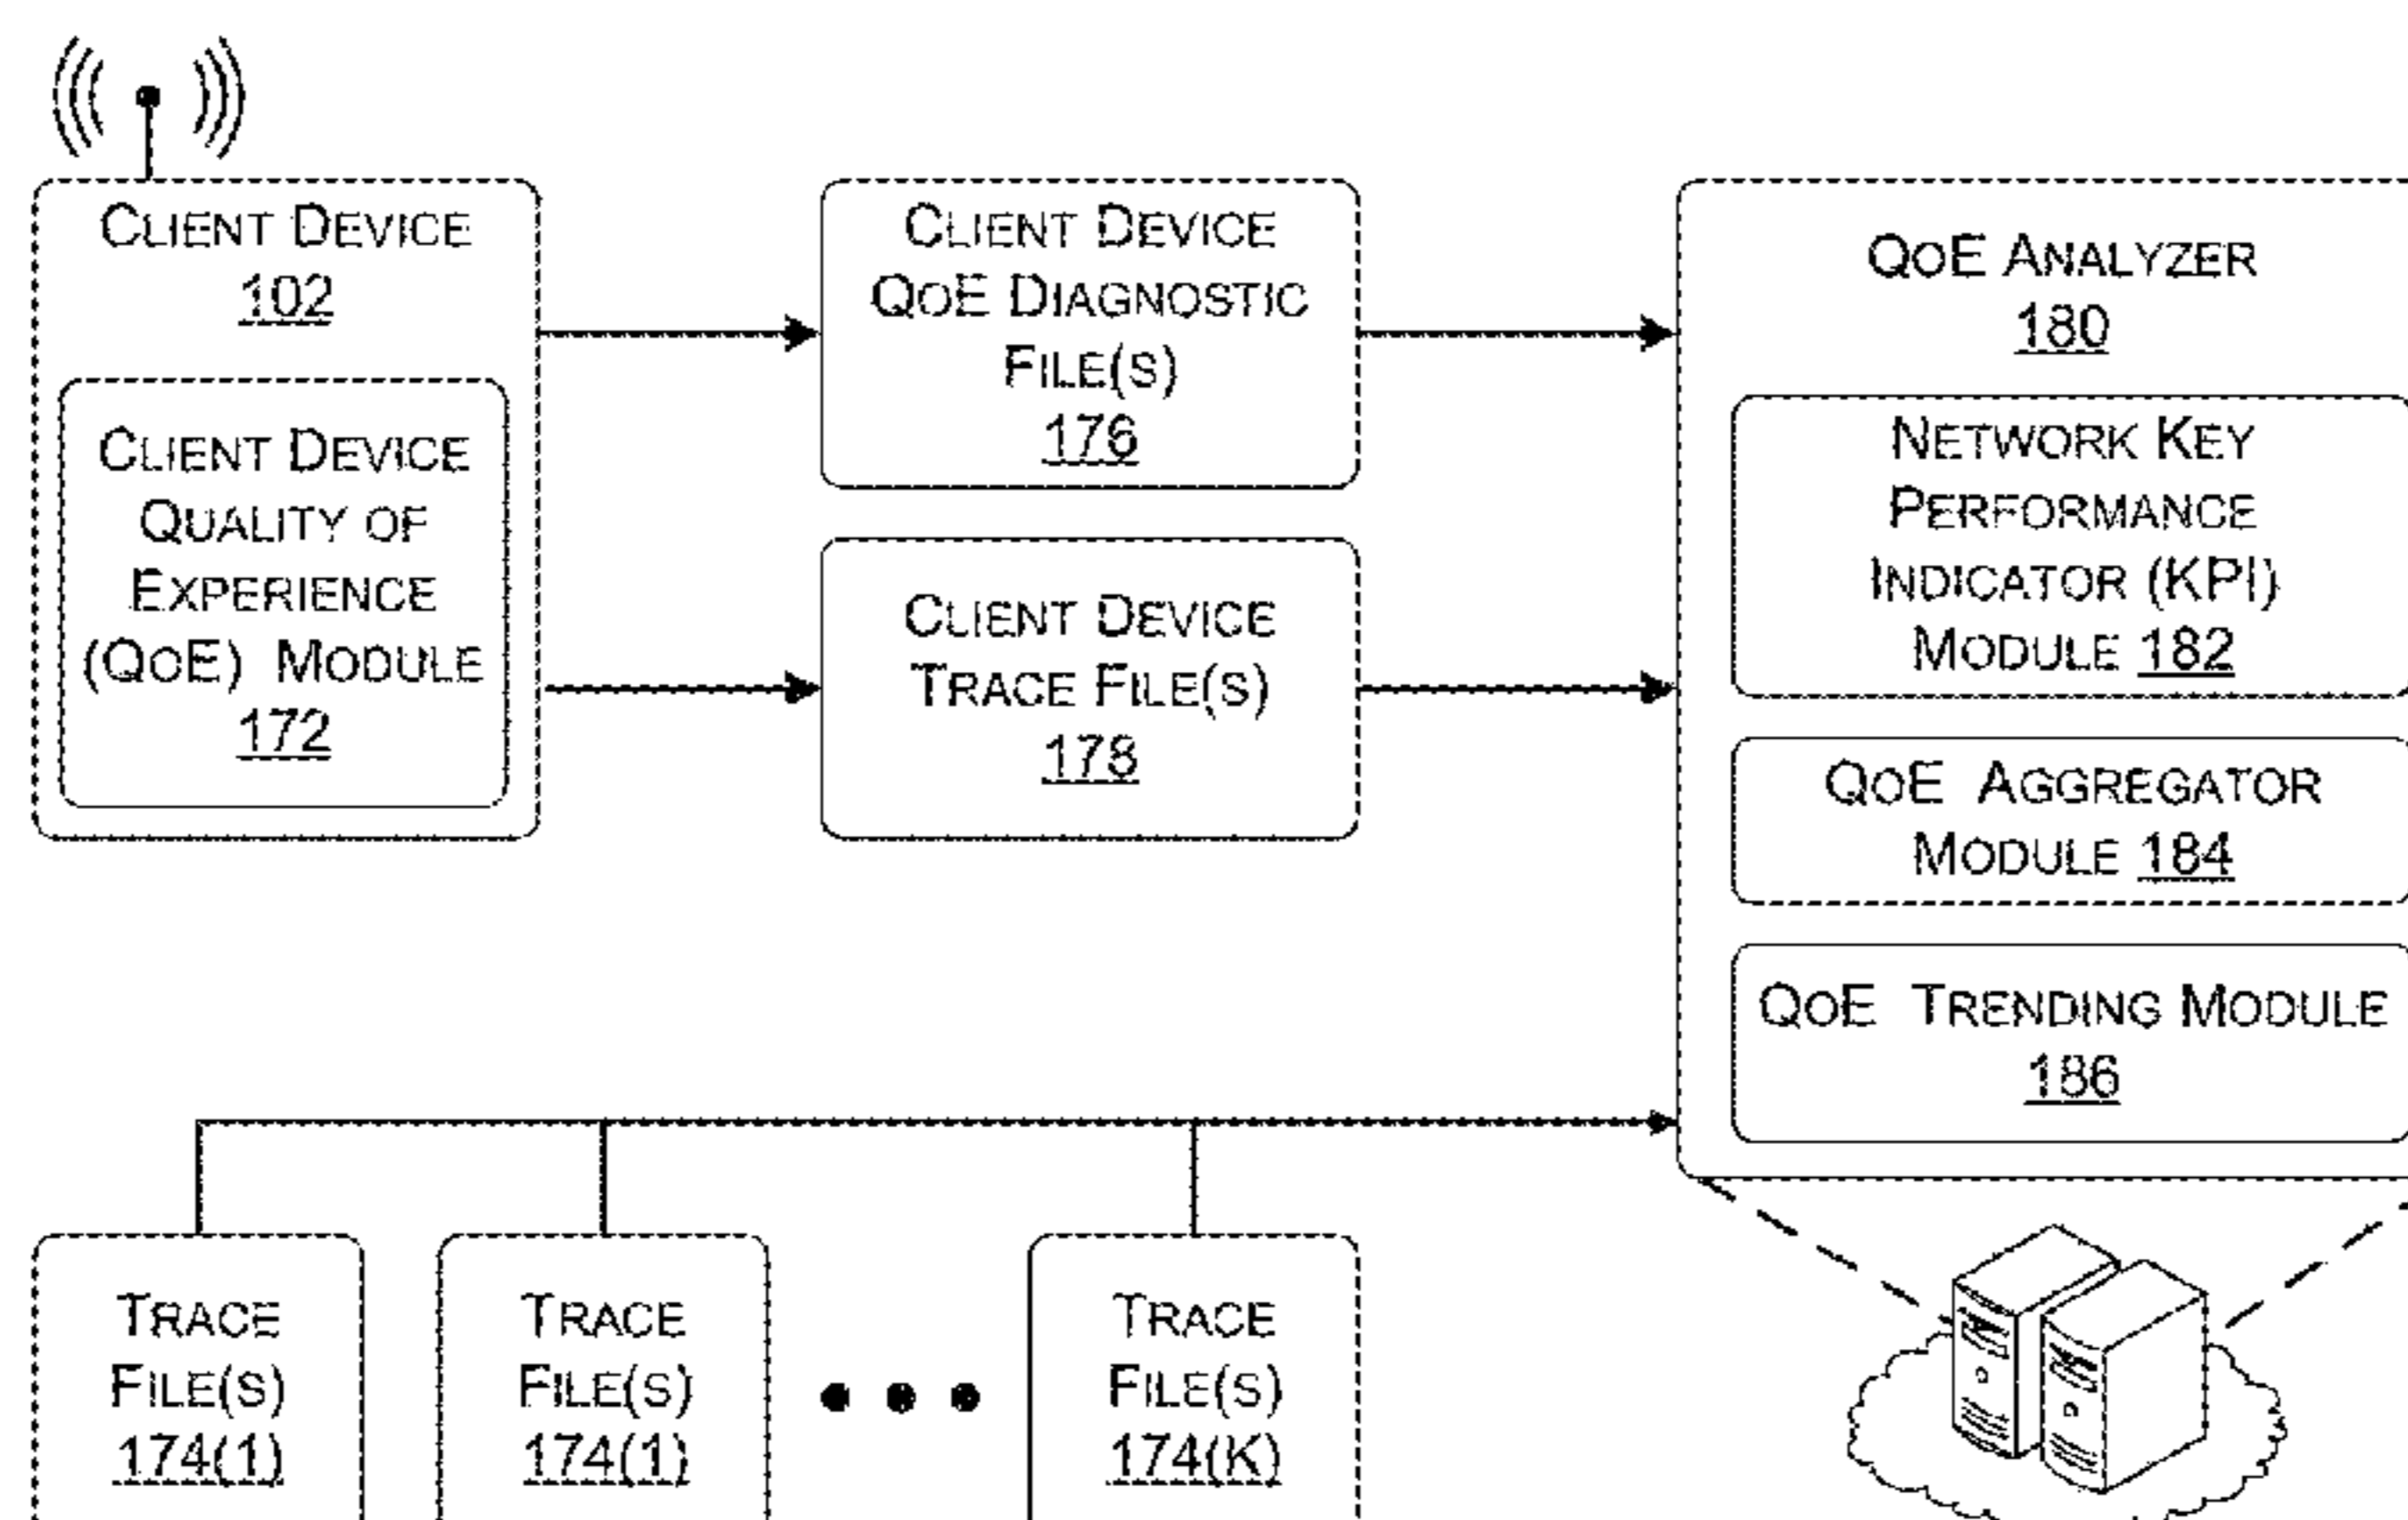 CLIENT DEVICE
102
CLIENT DEVICE
QUALITY OF
EXPERIENCE
(QOE) MODULE
172
CLIENT DEVICE
QOE DIAGNOSTIC
FILE(S)
176
CLIENT DEVICE
TRACE FILE(S)
178
QOE ANALYZER
180
NETWORK KEY
PERFORMANCE
INDICATOR (KPI)
MODULE 182
QOE AGGREGATOR
MODULE 184
QOE TRENDING MODULE
186
TRACE
FILE(S)
174(1)
TRACE
FILE(S)
174(1)
TRACE
FILE(S)
174(K)